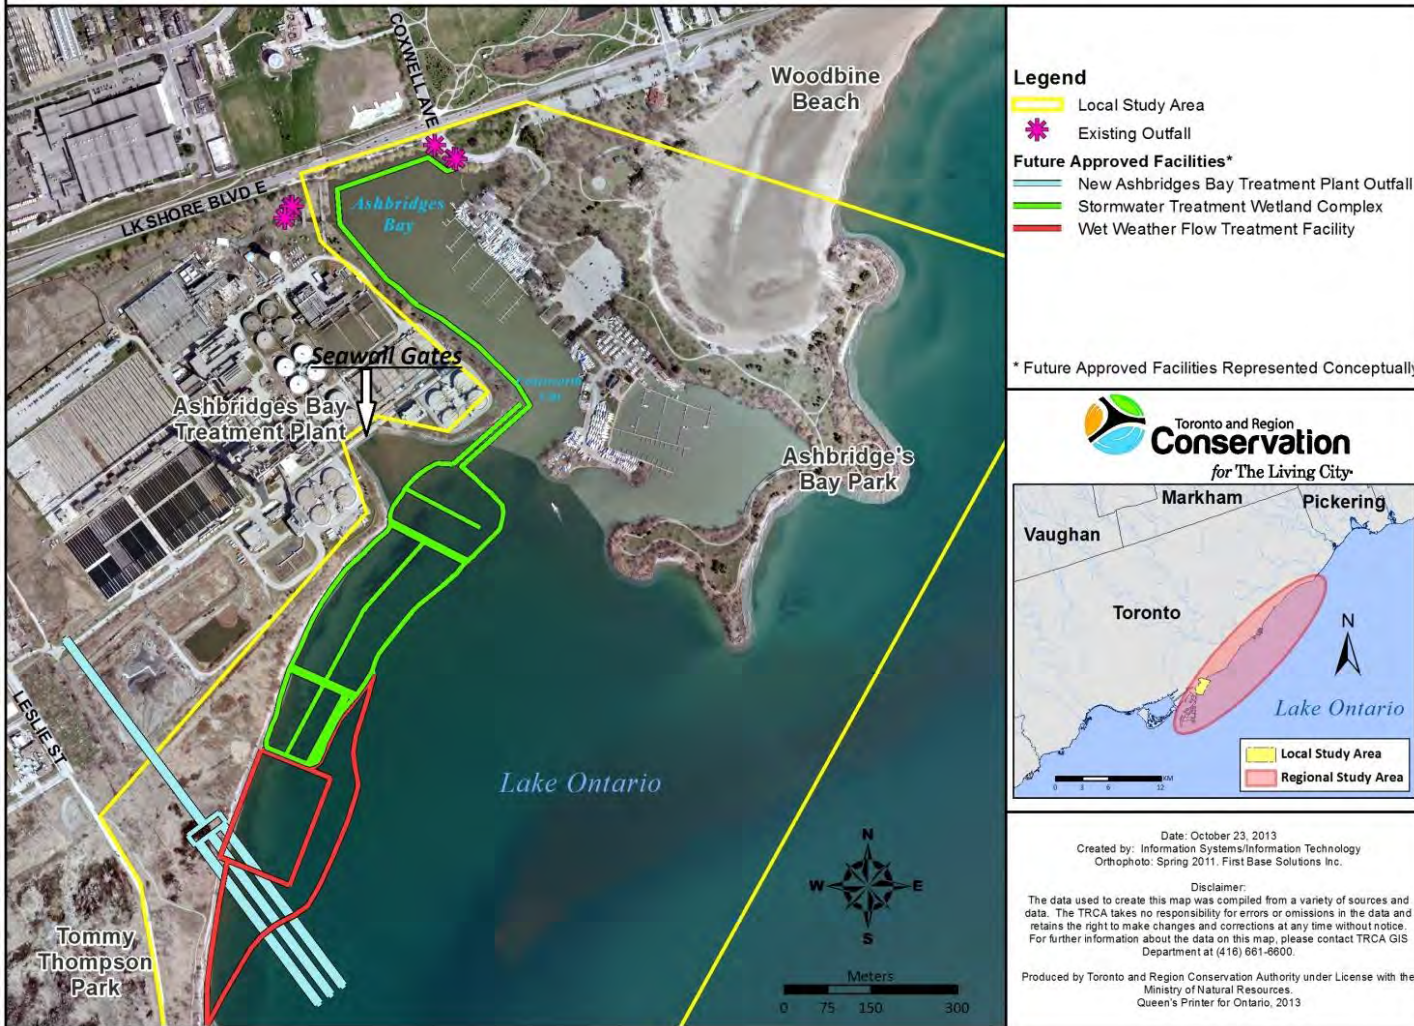 COXWELL AVE
Woodbine
Beach
LK SHORE BLVD E
Ashbridges
Bay
Seawall Gates
Ashbridges Bay
Treatment Plant
Ashbridge's
Bay Park
LESLIE ST
Lake Ontario
Tommy
Thompson
Park
N
W E
S
Meters
0 75 150 300
Legend
Local Study Area
Existing Outfall
Future Approved Facilities*
New Ashbridges Bay Treatment Plant Outfall
Stormwater Treatment Wetland Complex
Wet Weather Flow Treatment Facility
* Future Approved Facilities Represented Conceptually
Toronto and Region
Conservation
for The Living City
Markham
Pickering
Vaughan
Toronto
N
Lake Ontario
Local Study Area
Regional Study Area
KM
0 3 6 12
Date: October 23, 2013
Created by: Information Systems/Information Technology
Orthophoto: Spring 2011. First Base Solutions Inc.
Disclaimer:
The data used to create this map was compiled from a variety of sources and
data. The TRCA takes no responsibility for errors or omissions in the data and
retains the right to make changes and corrections at any time without notice.
For further information about the data on this map, please contact TRCA GIS
Department at (416) 661-6600.
Produced by Toronto and Region Conservation Authority under License with the
Ministry of Natural Resources.
Queen's Printer for Ontario, 2013